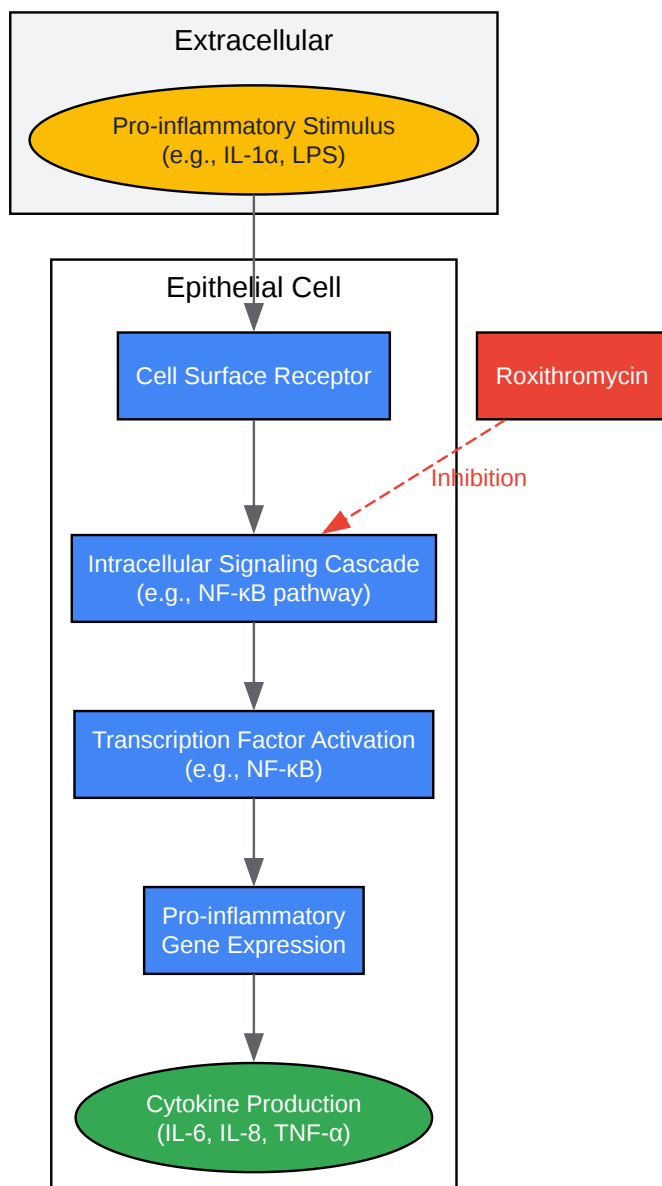 Extracellular
Pro-inflammatory Stimulus
(e.g., IL-1α, LPS)
Epithelial Cell
Cell Surface Receptor
Roxithromycin
Inhibition
Intracellular Signaling Cascade
(e.g., NF-κB pathway)
Transcription Factor Activation
(e.g., NF-κB)
Pro-inflammatory
Gene Expression
Cytokine Production
(IL-6, IL-8, TNF-α)